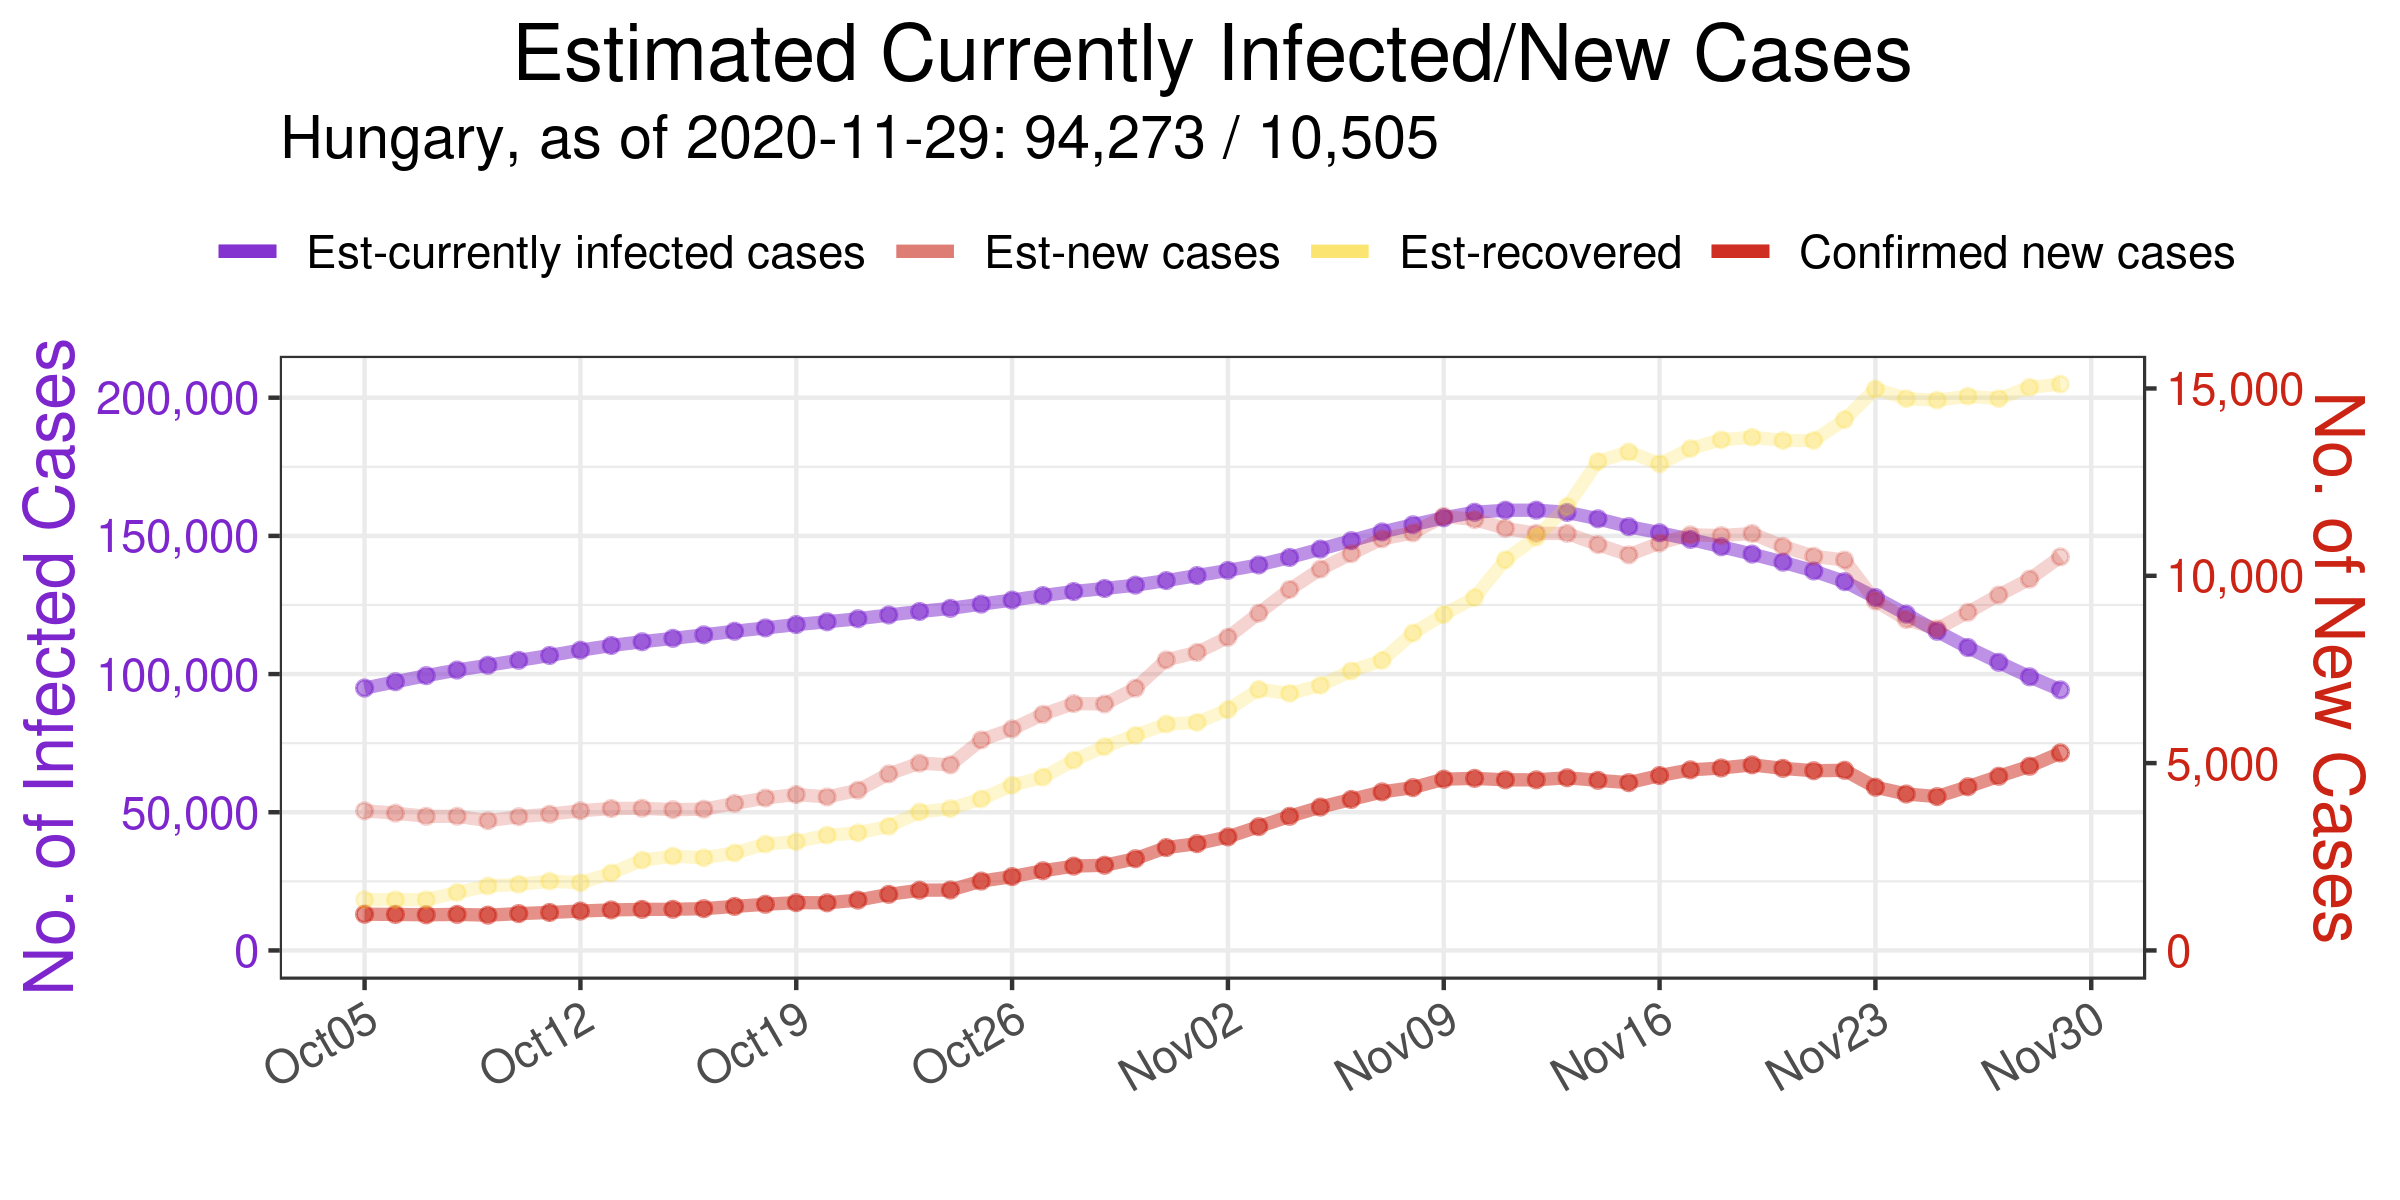 Estimated Currently Infected/New Cases
Hungary, as of 2020-11-29: 94,273 / 10,505
Est-currently infected cases Est-new cases Est-recovered Confirmed new cases
No. of Infected Cases
200,000
150,000
100,000
50,000
0
15,000
10,000
5,000
0
No. of New Cases
Oct05 Oct12 Oct19 Oct26 Nov02 Nov09 Nov16 Nov23 Nov30